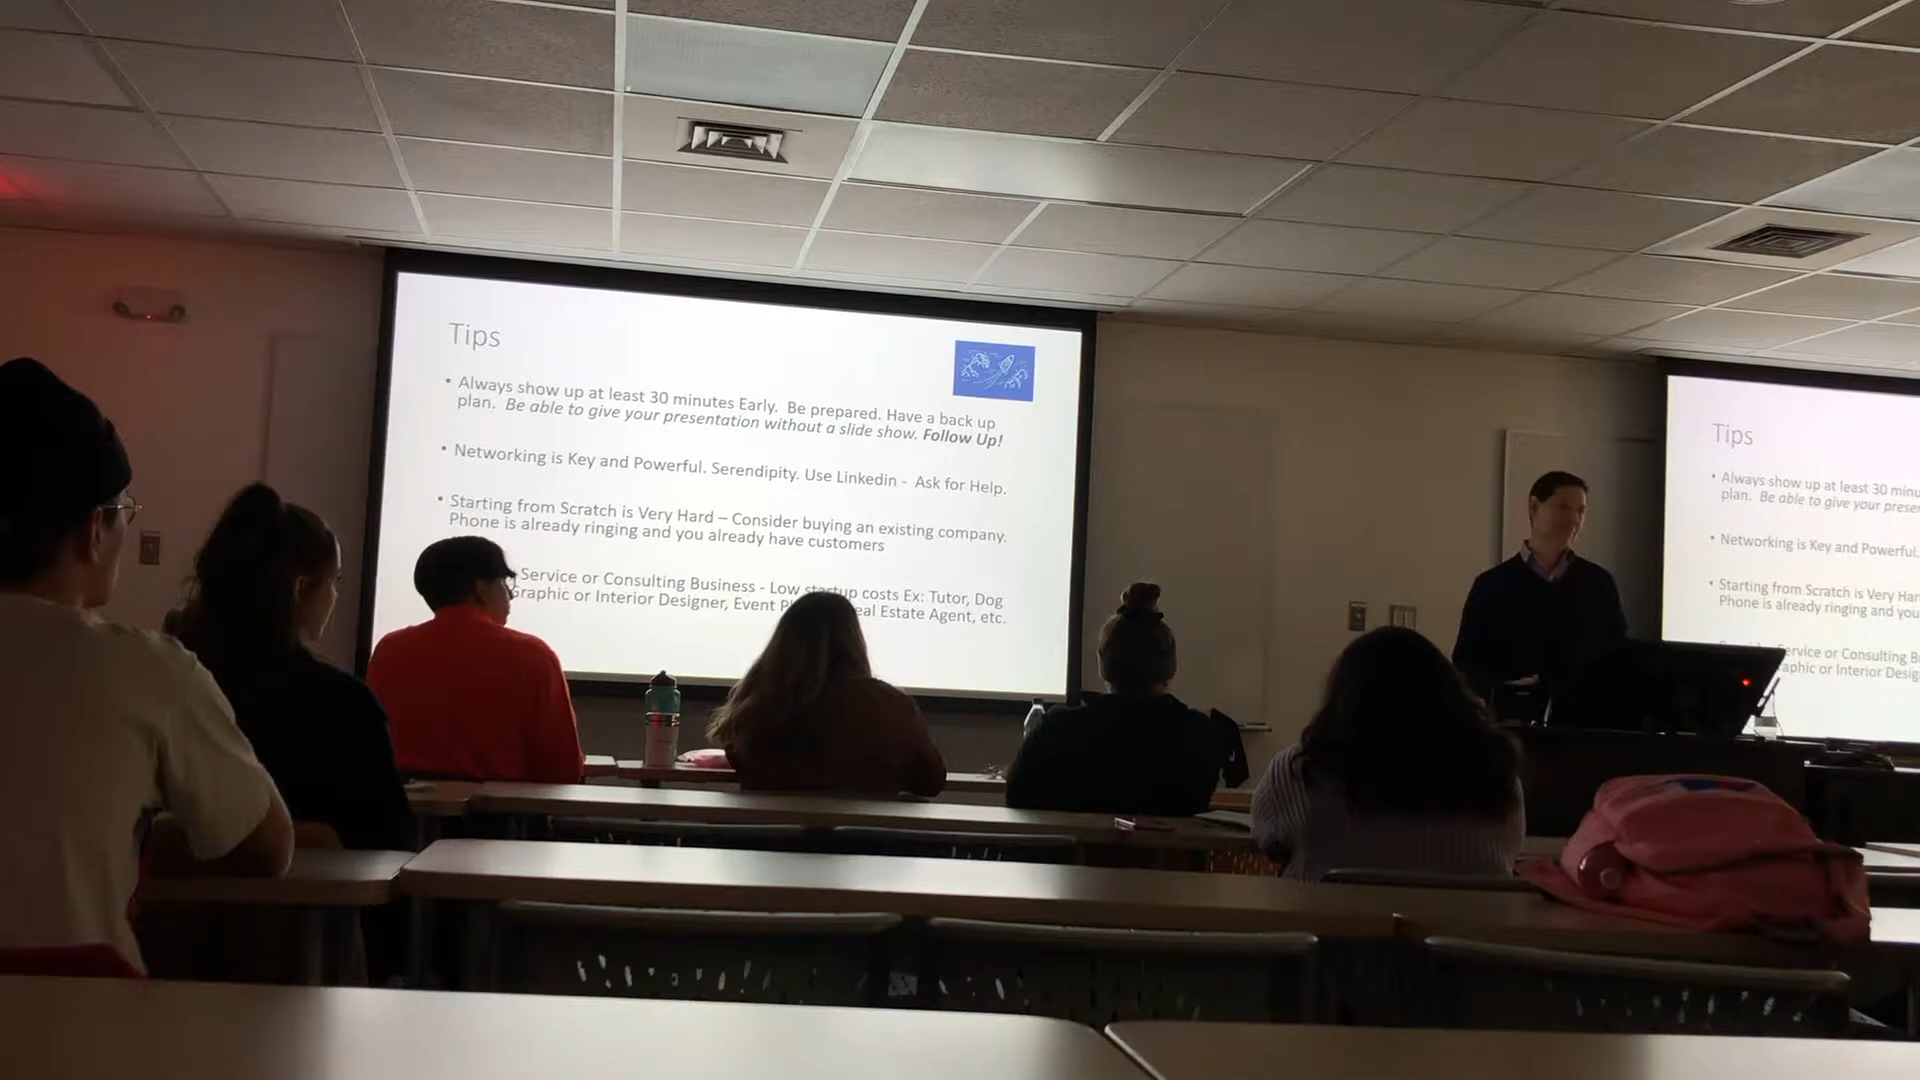 Tips
• Always show up at least 30 minutes Early. Be prepared. Have a back up
plan. Be able to give your presentation without a slide show. Follow Up!
• Networking is Key and Powerful. Serendipity. Use Linkedin - Ask for Help.
• Starting from Scratch is Very Hard – Consider buying an existing company.
Phone is already ringing and you already have customers
Service or Consulting Business - Low startup costs Ex: Tutor, Dog
Graphic or Interior Designer, Event Real Estate Agent, etc.
Tips
• Always show up at least 30
plan. Be able to give your
• Networking is Key and Powerful.
• Starting from Scratch is Very
Phone is already ringing and
Service or Consulting
or Interior